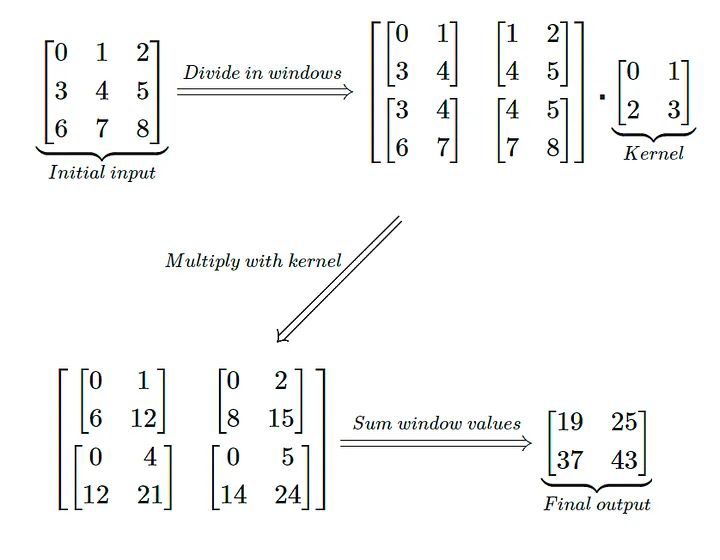 0 1 2
3 4 5
6 7 8
Initial input
Divide in windows
0 1 1 2
3 4 4 5
3 4 4 5
6 7 7 8
·
0 1
2 3
Kernel
Multiply with kernel
0 1 0 2
6 12 8 15
0 4 0 5
12 21 14 24
Sum window values
19 25
37 43
Final output